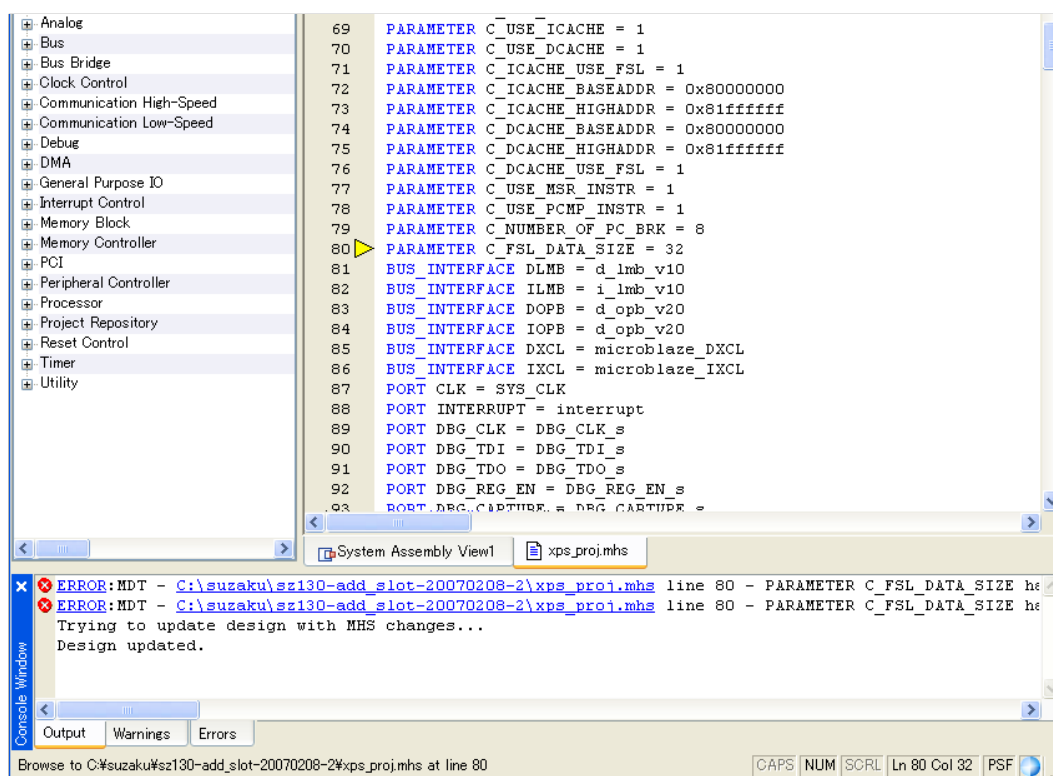 Analog
Bus
Bus Bridge
Clock Control
Communication High-Speed
Communication Low-Speed
Debug
DMA
General Purpose IO
Interrupt Control
Memory Block
Memory Controller
PCI
Peripheral Controller
Processor
Project Repository
Reset Control
Timer
Utility
69 PARAMETER C_USE_ICACHE = 1
70 PARAMETER C_USE_DCACHE = 1
71 PARAMETER C_ICACHE_USE_FSL = 1
72 PARAMETER C_ICACHE_BASEADDR = 0x80000000
73 PARAMETER C_ICACHE_HIGHADDR = 0x81ffffff
74 PARAMETER C_DCACHE_BASEADDR = 0x80000000
75 PARAMETER C_DCACHE_HIGHADDR = 0x81ffffff
76 PARAMETER C_DCACHE_USE_FSL = 1
77 PARAMETER C_USE_MSR_INSTR = 1
78 PARAMETER C_USE_PCMP_INSTR = 1
79 PARAMETER C_NUMBER_OF_PC_BRK = 8
80 PARAMETER C_FSL_DATA_SIZE = 32
81 BUS_INTERFACE DLMB = d_lmb_v10
82 BUS_INTERFACE ILMB = i_lmb_v10
83 BUS_INTERFACE DOPB = d_opb_v20
84 BUS_INTERFACE IOPB = d_opb_v20
85 BUS_INTERFACE DXCL = microblaze_DXCL
86 BUS_INTERFACE IXCL = microblaze_IXCL
87 PORT CLK = SYS_CLK
88 PORT INTERRUPT = interrupt
89 PORT DBG_CLK = DBG_CLK_s
90 PORT DBG_TDI = DBG_TDI_s
91 PORT DBG_TDO = DBG_TDO_s
92 PORT DBG_REG_EN = DBG_REG_EN_s
93 PORT DBG_CAPTURE = DBG_CAPTURE_s
System Assembly View1 xps_proj.mhs
ERROR:MDT - C:\suzaku\sz130-add_slot-20070208-2\xps_proj.mhs line 80 - PARAMETER C_FSL_DATA_SIZE ha
ERROR:MDT - C:\suzaku\sz130-add_slot-20070208-2\xps_proj.mhs line 80 - PARAMETER C_FSL_DATA_SIZE ha
Trying to update design with MHS changes...
Design updated.
Console Window
Output Warnings Errors
Browse to C:¥suzaku¥sz130-add_slot-20070208-2¥xps_proj.mhs at line 80 CAPS NUM SCRL Ln 80 Col 32 PSF